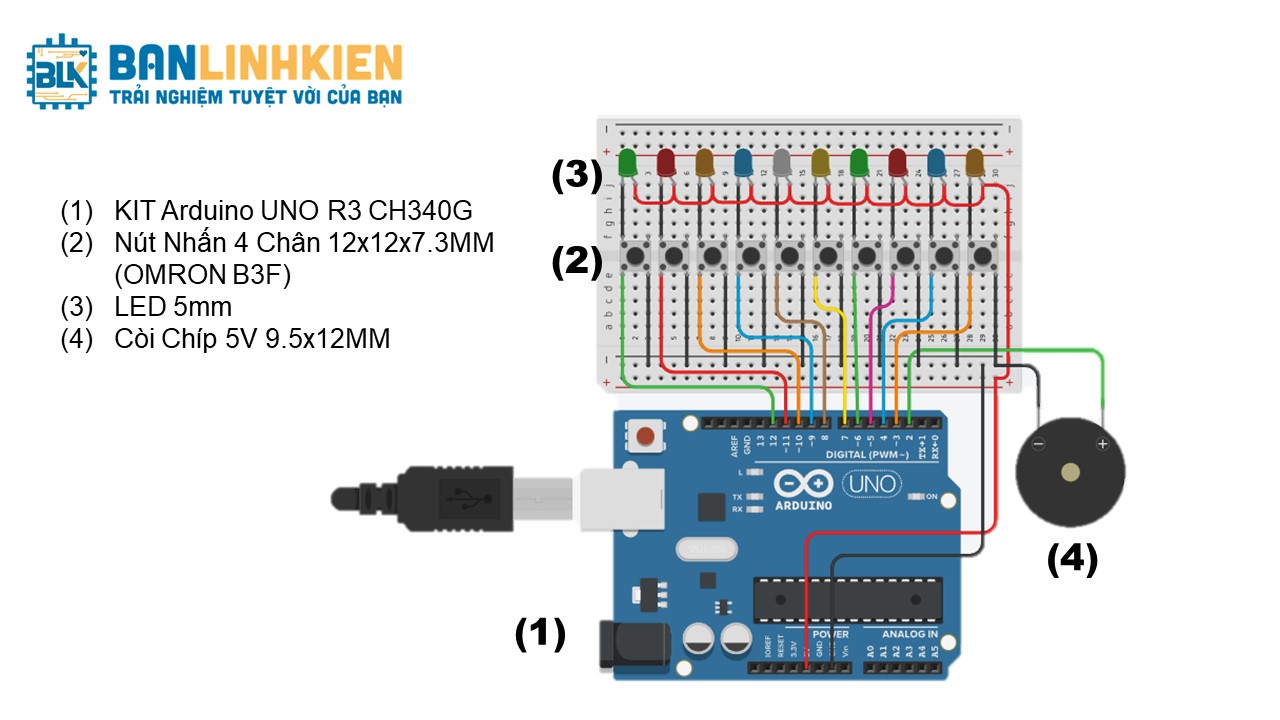 BLK BANLINHKIEN
TRẢI NGHIỆM TUYỆT VỜI CỦA BẠN
(1) KIT Arduino UNO R3 CH340G
(2) Nút Nhấn 4 Chân 12x12x7.3MM
(OMRON B3F)
(3) LED 5mm
(4) Còi Chíp 5V 9.5x12MM
(3)
(2)
(1)
(4)
AREF
GND
13
12
~11
~10
~9
8
7
~6
~5
4
~3
2
TX→1
RX←0
DIGITAL (PWM~)
L
TX
RX
ARDUINO
UNO
ON
POWER
ANALOG IN
IOREF
RESET
3.3V
GND
Vin
A0
A1
A2
A3
A4
A5